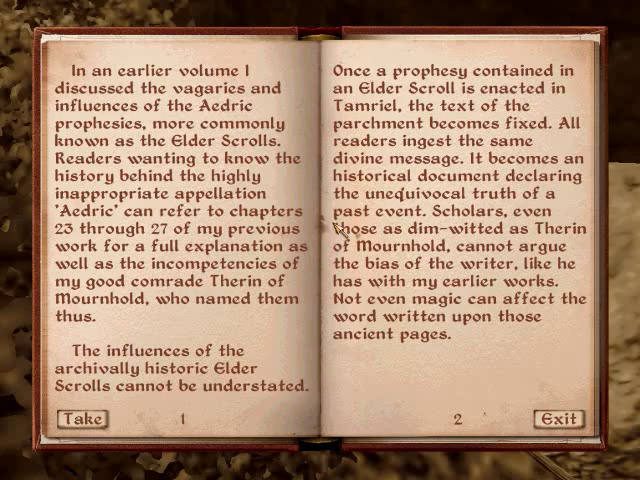 In an earlier volume I
discussed the vagaries and
influences of the Aedric
prophesies, more commonly
known as the Elder Scrolls.
Readers wanting to know the
history behind the highly
inappropriate appellation
'Aedric' can refer to chapters
23 through 27 of my previous
work for a full explanation as
well as the incompetencies of
my good comrade Therin of
Mournhold, who named them
thus.
The influences of the
archivally historic Elder
Scrolls cannot be understated.
Take
1
Once a prophesy contained in
an Elder Scroll is enacted in
Tamriel, the text of the
parchment becomes fixed. All
readers ingest the same
divine message. It becomes an
historical document declaring
the unequivocal truth of a
past event. Scholars, even
those as dim-witted as Therin
of Mournhold, cannot argue
the bias of the writer, like he
has with my earlier works.
Not even magic can affect the
word written upon those
ancient pages.
2
Exit